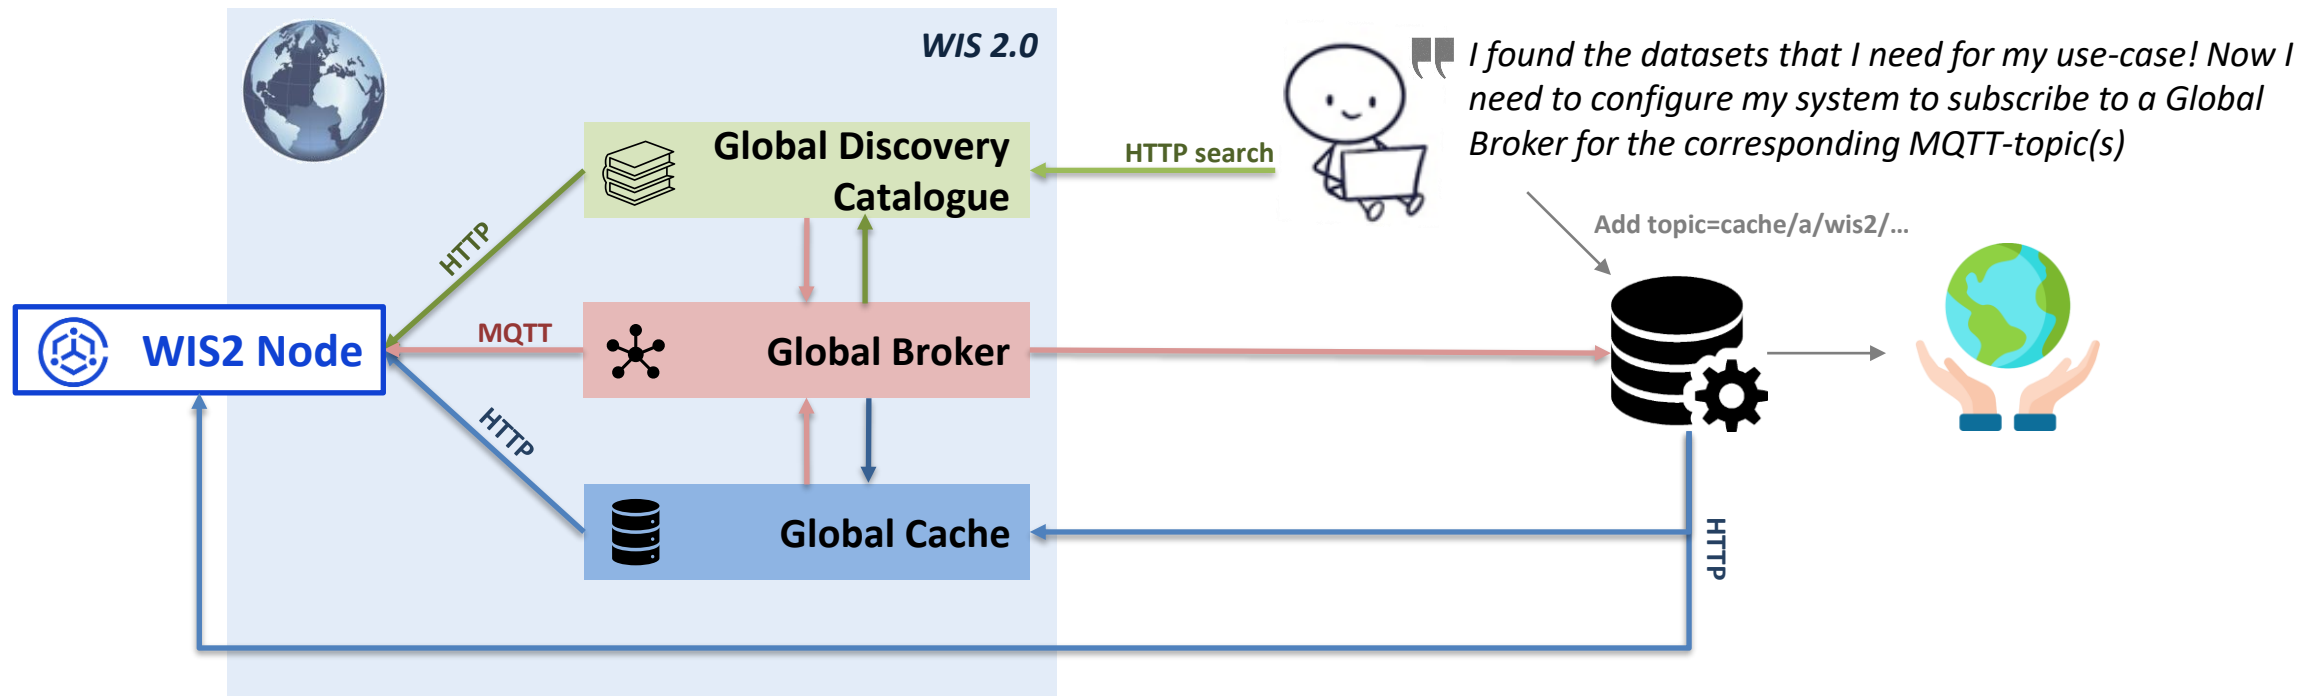 WIS 2.0
I found the datasets that I need for my use-case! Now I
need to configure my system to subscribe to a Global
Broker for the corresponding MQTT-topic(s)
Global Discovery
Catalogue
HTTP search
Add topic=cache/a/wis2/...
HTTP
WIS2 Node
MQTT
Global Broker
HTTP
Global Cache
HTTP